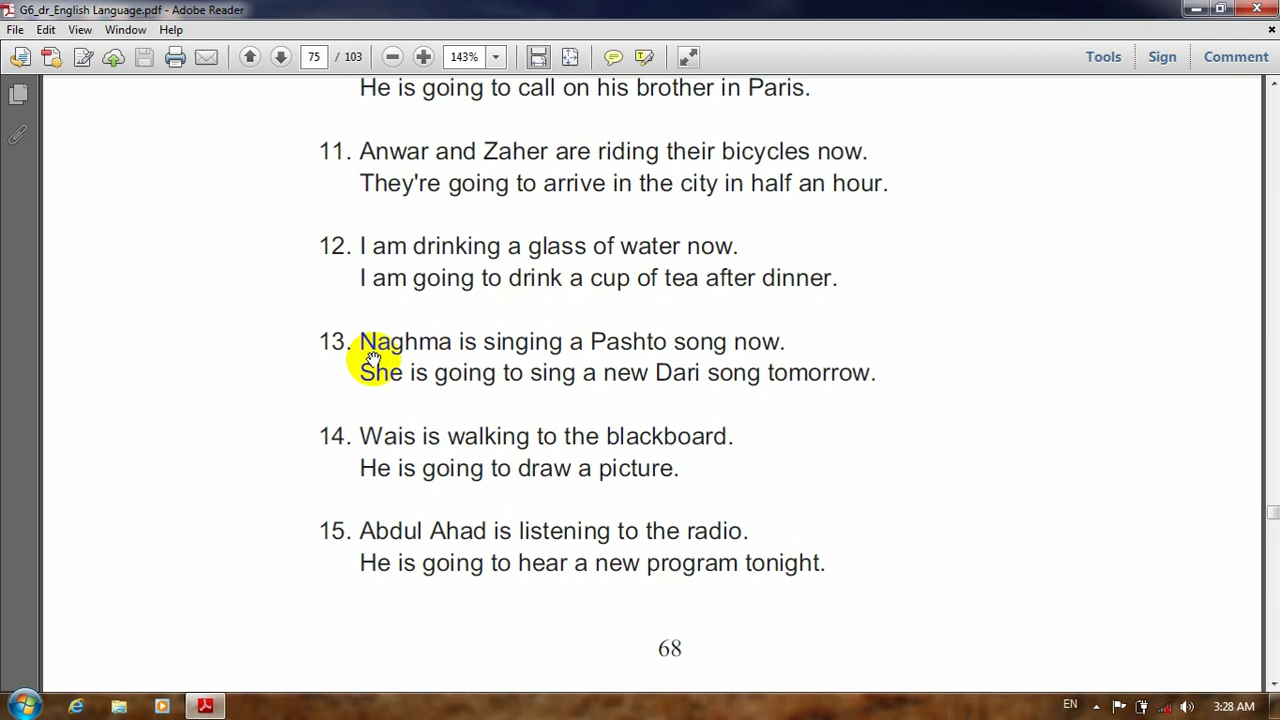 G6_dr_English Language.pdf - Adobe Reader
File Edit View Window Help
75 / 103 143% Tools Sign Comment
He is going to call on his brother in Paris.
11. Anwar and Zaher are riding their bicycles now.
They're going to arrive in the city in half an hour.
12. I am drinking a glass of water now.
I am going to drink a cup of tea after dinner.
13. Naghma is singing a Pashto song now.
She is going to sing a new Dari song tomorrow.
14. Wais is walking to the blackboard.
He is going to draw a picture.
15. Abdul Ahad is listening to the radio.
He is going to hear a new program tonight.
68
EN 3:28 AM